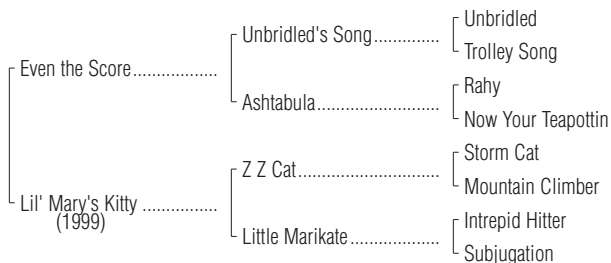 Unbridled
Unbridled's Song..............
Trolley Song
Even the Score..................
Rahy
Ashtabula........................
Now Your Teapottin
Storm Cat
Z Z Cat...........................
Mountain Climber
Lil' Mary's Kitty ................
(1999)
Intrepid Hitter
Little Marikate..................
Subjugation